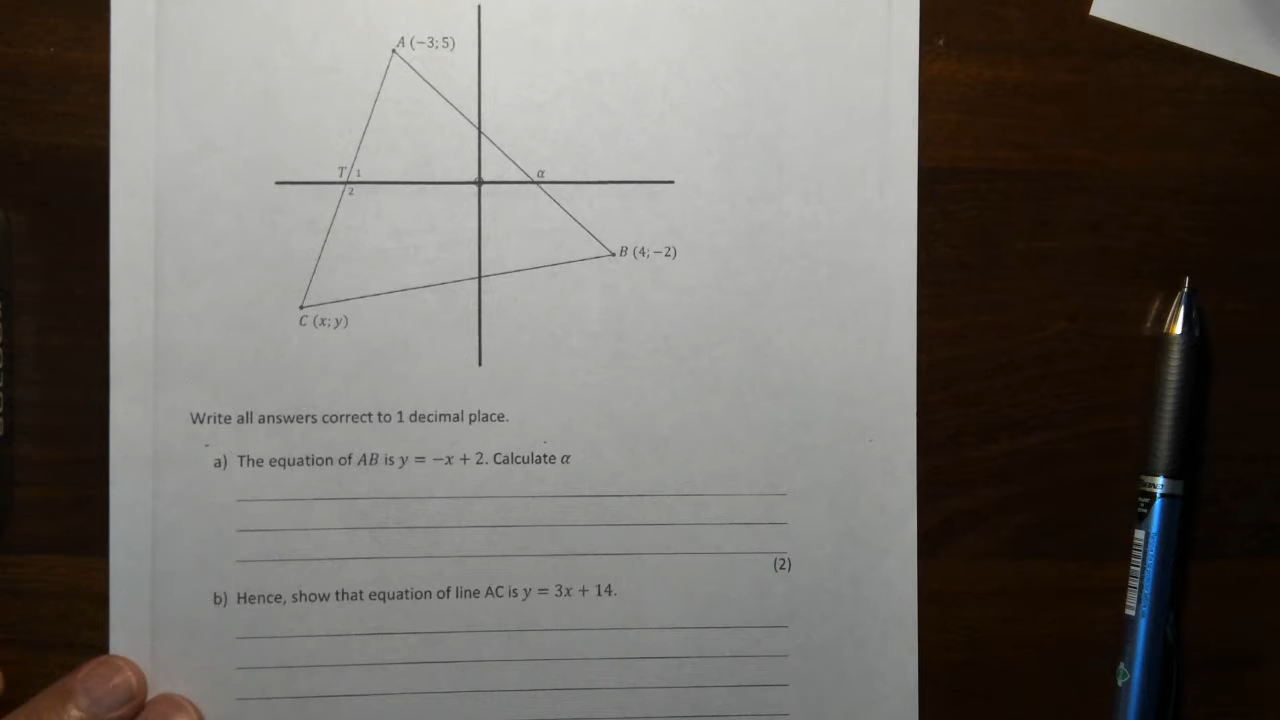 A (−3; 5)
T 1
2
α
B (4; −2)
C (x; y)
Write all answers correct to 1 decimal place.
a) The equation of AB is y = −x + 2. Calculate α
(2)
b) Hence, show that equation of line AC is y = 3x + 14.